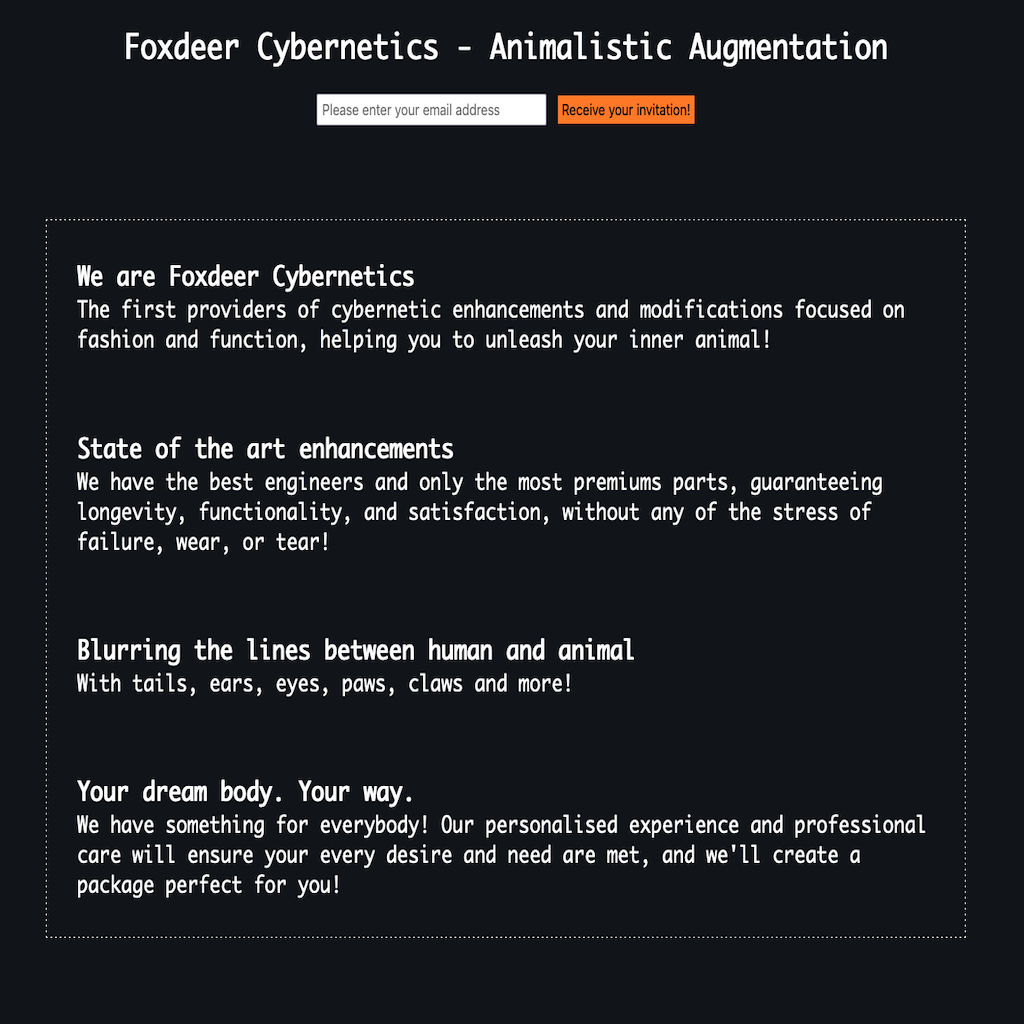 Foxdeer Cybernetics - Animalistic Augmentation
Please enter your email address
Receive your invitation!
We are Foxdeer Cybernetics
The first providers of cybernetic enhancements and modifications focused on
fashion and function, helping you to unleash your inner animal!
State of the art enhancements
We have the best engineers and only the most premiums parts, guaranteeing
longevity, functionality, and satisfaction, without any of the stress of
failure, wear, or tear!
Blurring the lines between human and animal
With tails, ears, eyes, paws, claws and more!
Your dream body. Your way.
We have something for everybody! Our personalised experience and professional
care will ensure your every desire and need are met, and we'll create a
package perfect for you!